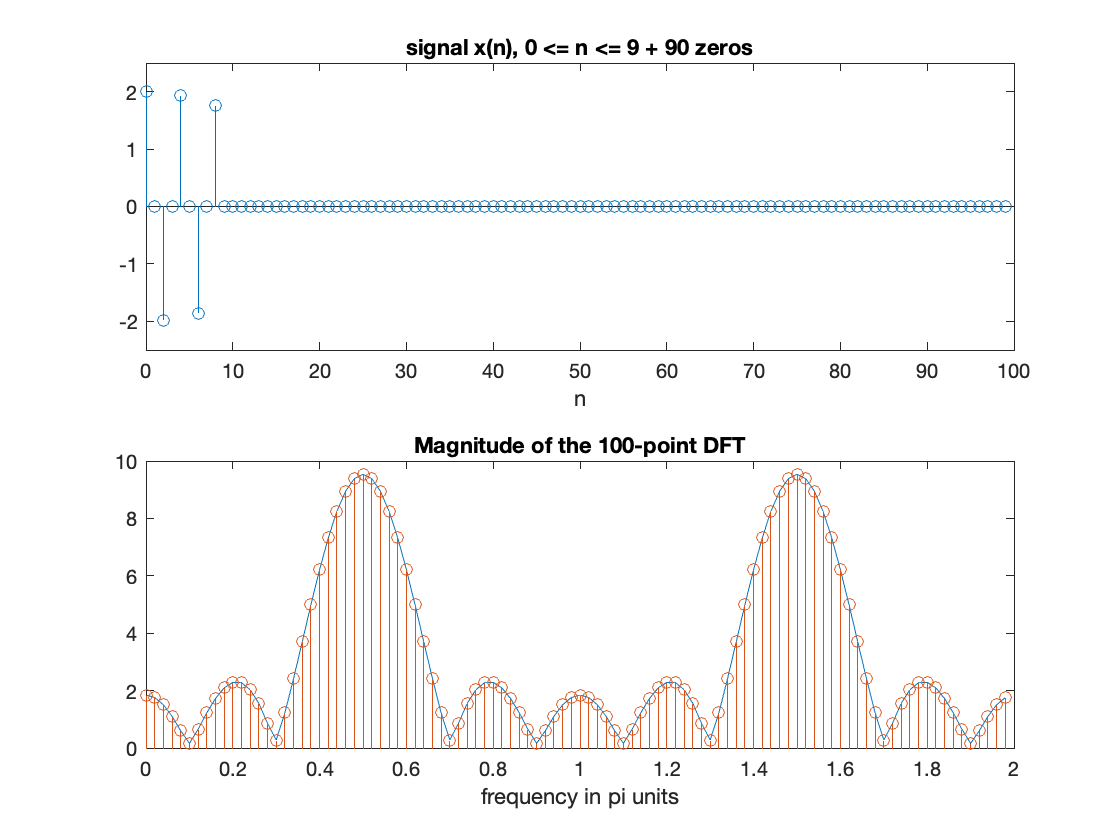 signal x(n), 0 <= n <= 9 + 90 zeros
2
1
0
-1
-2
0 10 20 30 40 50 60 70 80 90 100
n
Magnitude of the 100-point DFT
10
8
6
4
2
0
0 0.2 0.4 0.6 0.8 1 1.2 1.4 1.6 1.8 2
frequency in pi units